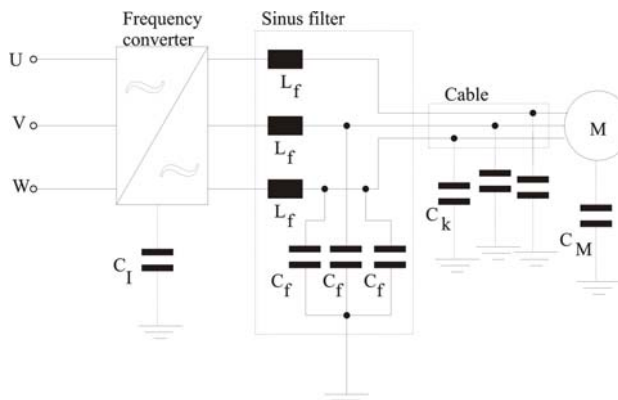 Frequency
converter
Sinus filter
U
V
W
L_f
L_f
L_f
Cable
M
C_I
C_f
C_f
C_f
C_k
C_M